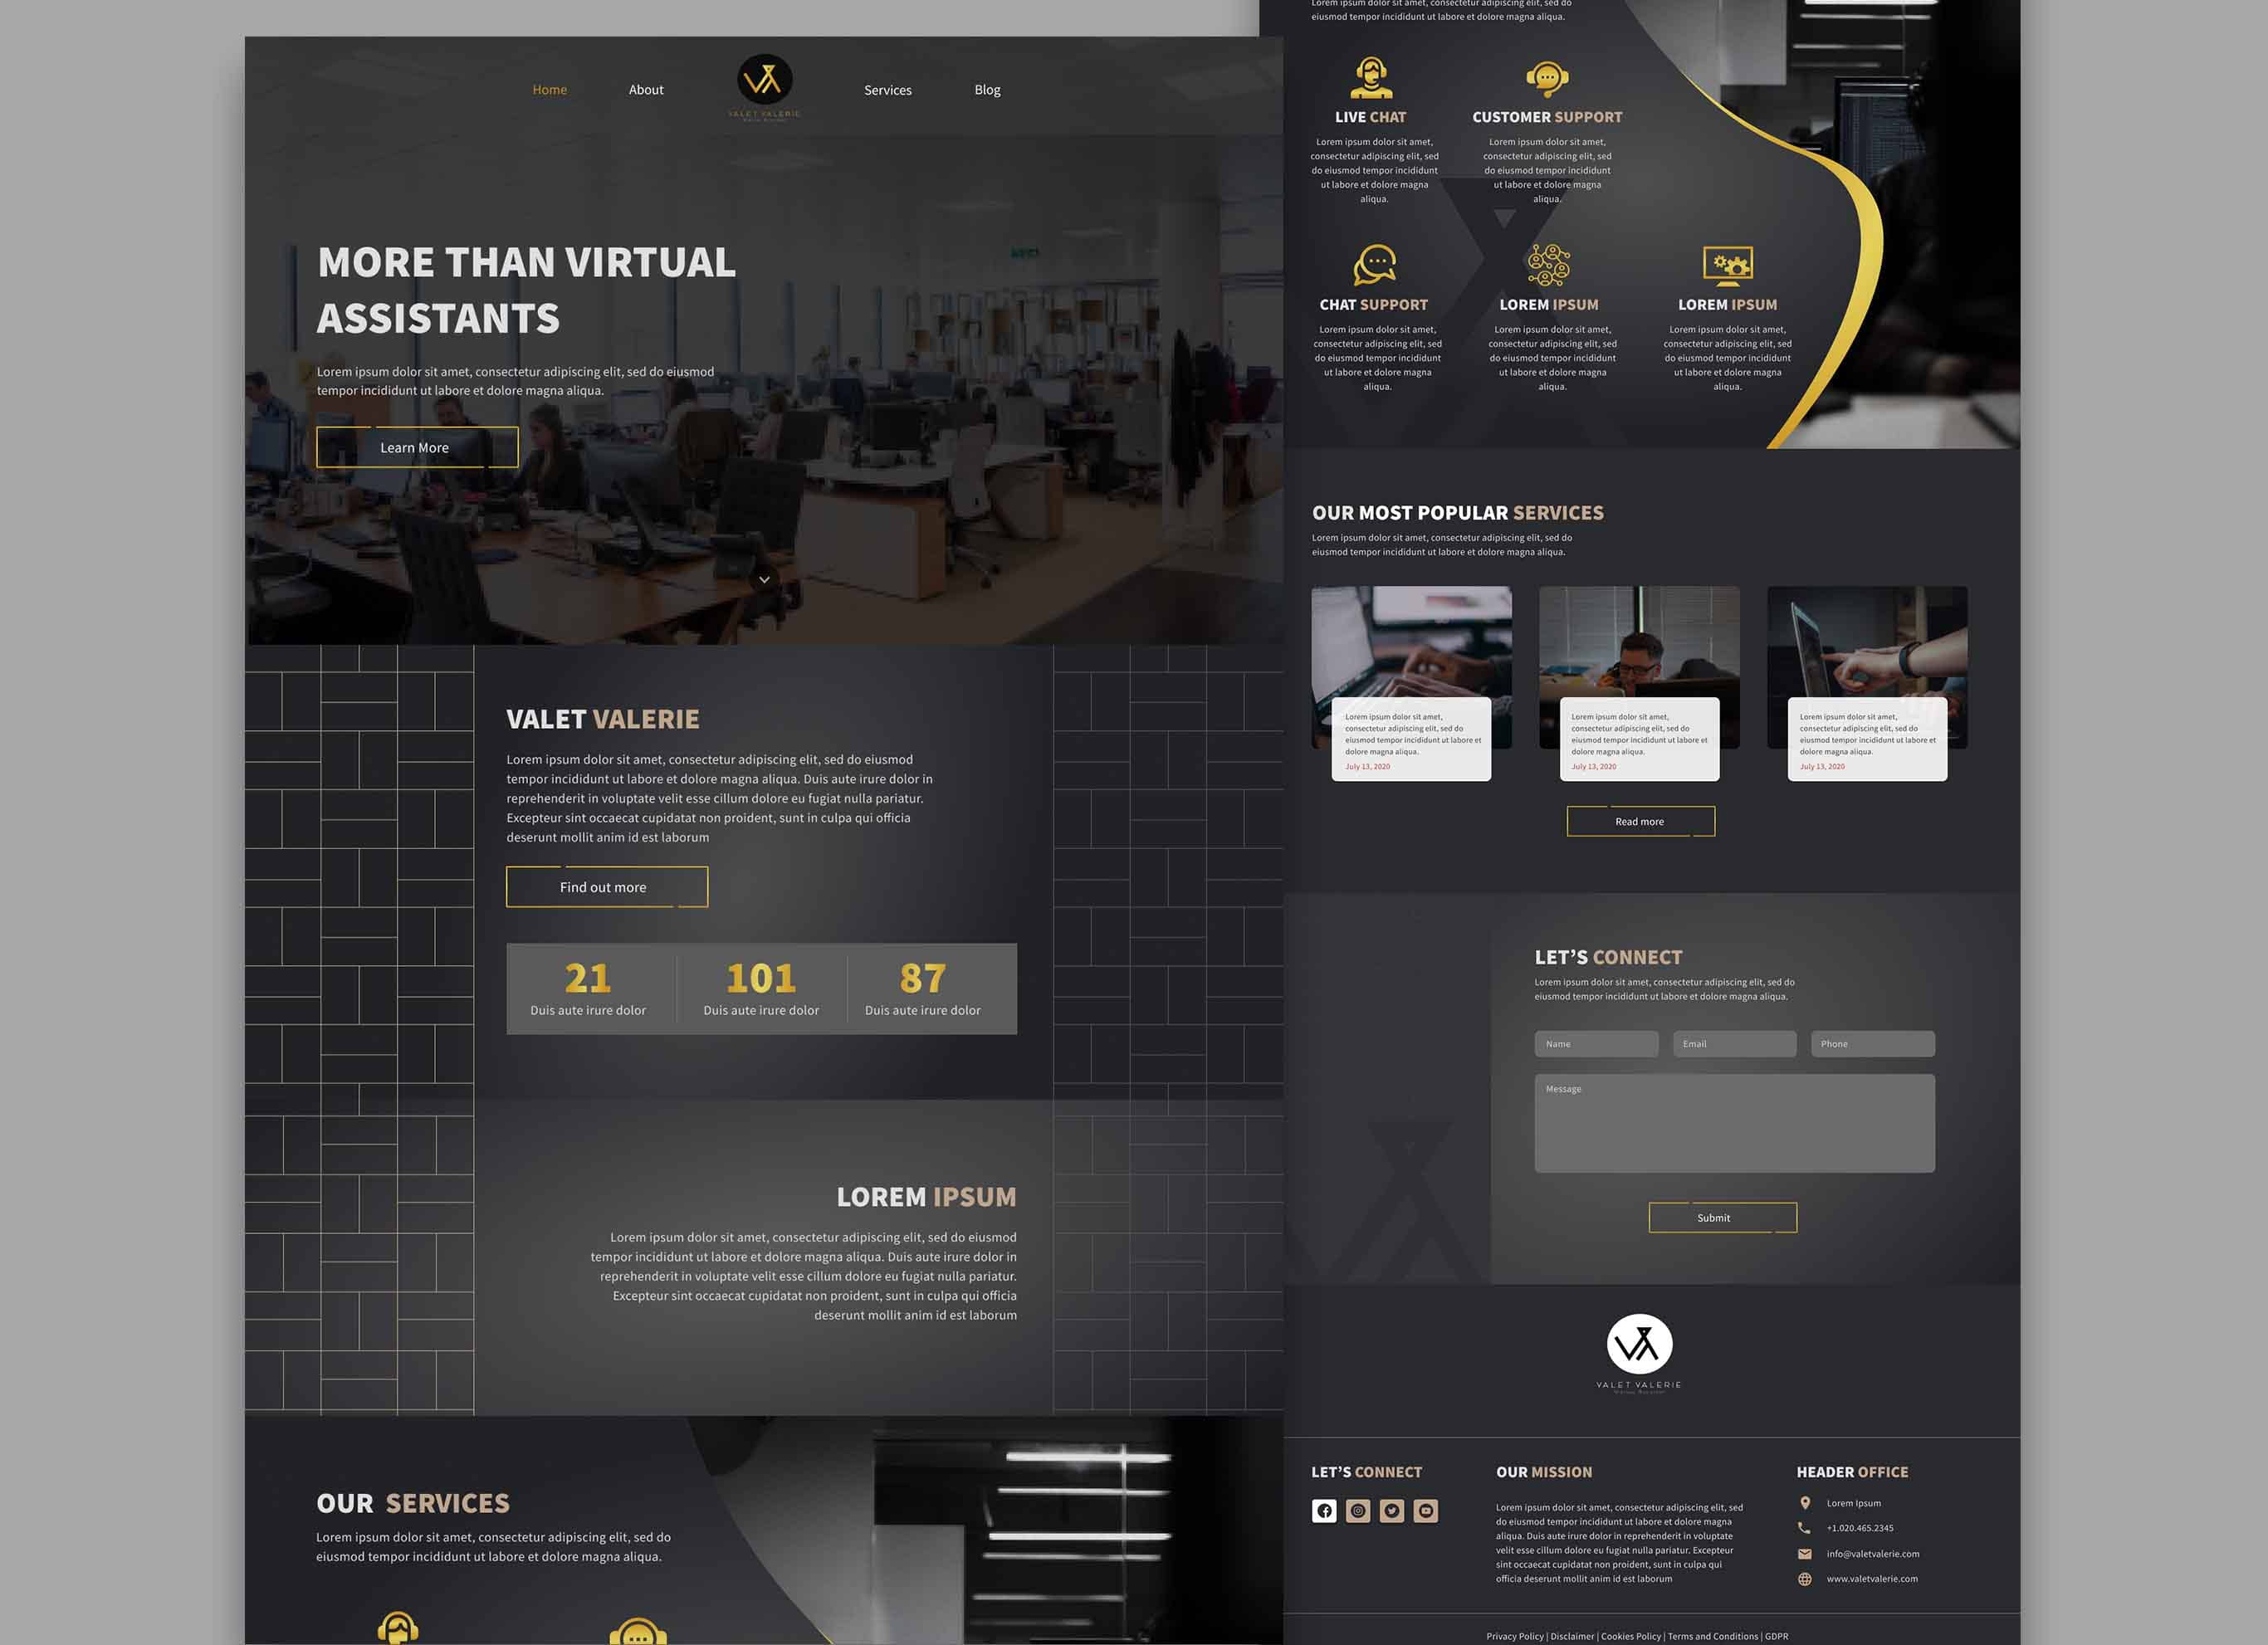 Home
About
VALET VALERIE
Services
Blog
MORE THAN VIRTUAL
ASSISTANTS
Lorem ipsum dolor sit amet, consectetur adipiscing elit, sed do eiusmod
tempor incididunt ut labore et dolore magna aliqua.
Learn More
VALET VALERIE
Lorem ipsum dolor sit amet, consectetur adipiscing elit, sed do eiusmod
tempor incididunt ut labore et dolore magna aliqua. Duis aute irure dolor in
reprehenderit in voluptate velit esse cillum dolore eu fugiat nulla pariatur.
Excepteur sint occaecat cupidatat non proident, sunt in culpa qui officia
deserunt mollit anim id est laborum
Find out more
21
Duis aute irure dolor
101
Duis aute irure dolor
87
Duis aute irure dolor
LOREM IPSUM
Lorem ipsum dolor sit amet, consectetur adipiscing elit, sed do eiusmod
tempor incididunt ut labore et dolore magna aliqua. Duis aute irure dolor in
reprehenderit in voluptate velit esse cillum dolore eu fugiat nulla pariatur.
Excepteur sint occaecat cupidatat non proident, sunt in culpa qui officia
deserunt mollit anim id est laborum
OUR SERVICES
Lorem ipsum dolor sit amet, consectetur adipiscing elit, sed do
eiusmod tempor incididunt ut labore et dolore magna aliqua.
Lorem ipsum dolor sit amet, consectetur adipiscing elit, sed do
eiusmod tempor incididunt ut labore et dolore magna aliqua.
LIVE CHAT
Lorem ipsum dolor sit amet,
consectetur adipiscing elit, sed
do eiusmod tempor incididunt
ut labore et dolore magna
aliqua.
CUSTOMER SUPPORT
Lorem ipsum dolor sit amet,
consectetur adipiscing elit, sed
do eiusmod tempor incididunt
ut labore et dolore magna
aliqua.
CHAT SUPPORT
Lorem ipsum dolor sit amet,
consectetur adipiscing elit, sed
do eiusmod tempor incididunt
ut labore et dolore magna
aliqua.
LOREM IPSUM
Lorem ipsum dolor sit amet,
consectetur adipiscing elit, sed
do eiusmod tempor incididunt
ut labore et dolore magna
aliqua.
LOREM IPSUM
Lorem ipsum dolor sit amet,
consectetur adipiscing elit, sed
do eiusmod tempor incididunt
ut labore et dolore magna
aliqua.
OUR MOST POPULAR SERVICES
Lorem ipsum dolor sit amet, consectetur adipiscing elit, sed do
eiusmod tempor incididunt ut labore et dolore magna aliqua.
Lorem ipsum dolor sit amet,
consectetur adipiscing elit, sed do
eiusmod tempor incididunt ut labore et
dolore magna aliqua.
July 13, 2020
Lorem ipsum dolor sit amet,
consectetur adipiscing elit, sed do
eiusmod tempor incididunt ut labore et
dolore magna aliqua.
July 13, 2020
Lorem ipsum dolor sit amet,
consectetur adipiscing elit, sed do
eiusmod tempor incididunt ut labore et
dolore magna aliqua.
July 13, 2020
Read more
LET'S CONNECT
Lorem ipsum dolor sit amet, consectetur adipiscing elit, sed do
eiusmod tempor incididunt ut labore et dolore magna aliqua.
Name
Email
Phone
Message
Submit
VALET VALERIE
LET'S CONNECT
OUR MISSION
Lorem ipsum dolor sit amet, consectetur adipiscing elit, sed
do eiusmod tempor incididunt ut labore et dolore magna
aliqua. Duis aute irure dolor in reprehenderit in voluptate
velit esse cillum dolore eu fugiat nulla pariatur. Excepteur
sint occaecat cupidatat non proident, sunt in culpa qui
officia deserunt mollit anim id est laborum
HEADER OFFICE
Lorem Ipsum
+1.020.465.2345
info@valetvalerie.com
www.valetvalerie.com
Privacy Policy | Disclaimer | Cookies Policy | Terms and Conditions | GDPR